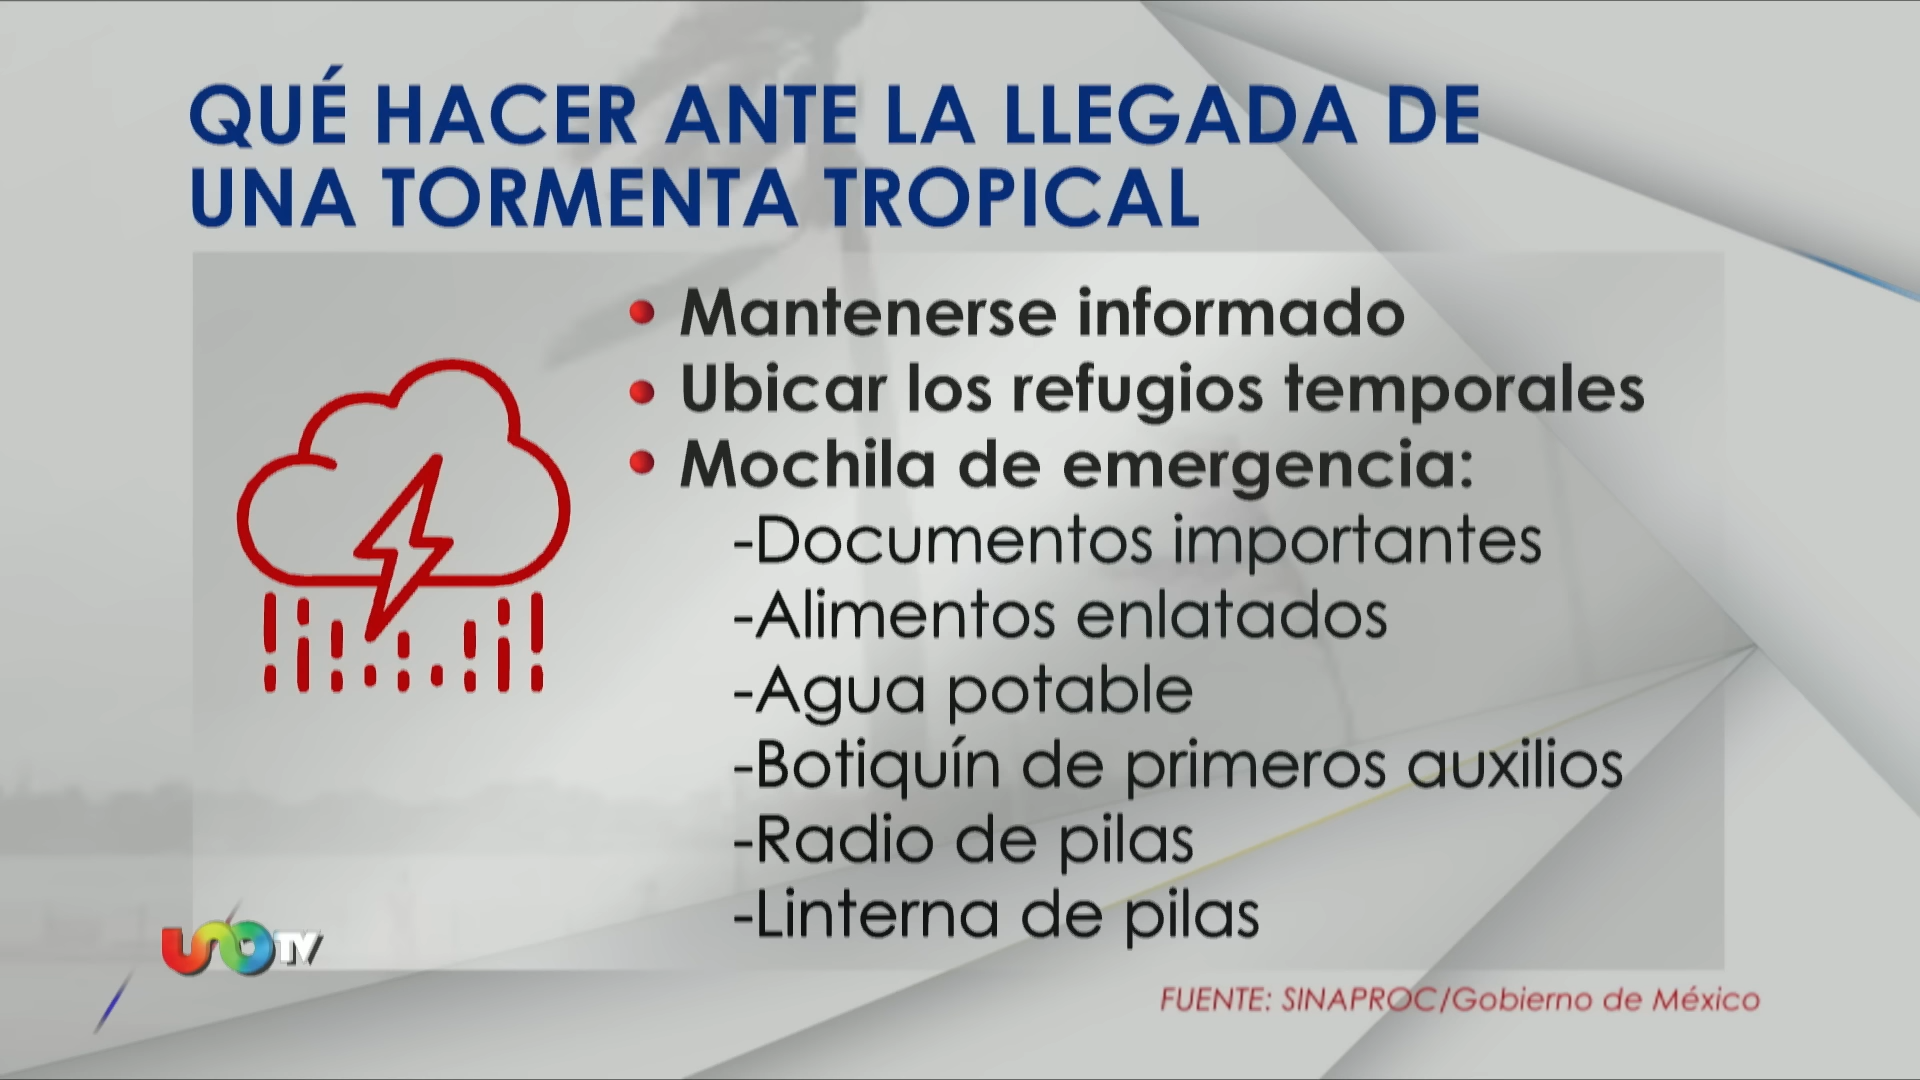 QUÉ HACER ANTE LA LLEGADA DE
UNA TORMENTA TROPICAL
• Mantenerse informado
• Ubicar los refugios temporales
• Mochila de emergencia:
-Documentos importantes
-Alimentos enlatados
-Agua potable
-Botiquín de primeros auxilios
-Radio de pilas
-Linterna de pilas
UNO TV
FUENTE: SINAPROC/Gobierno de México